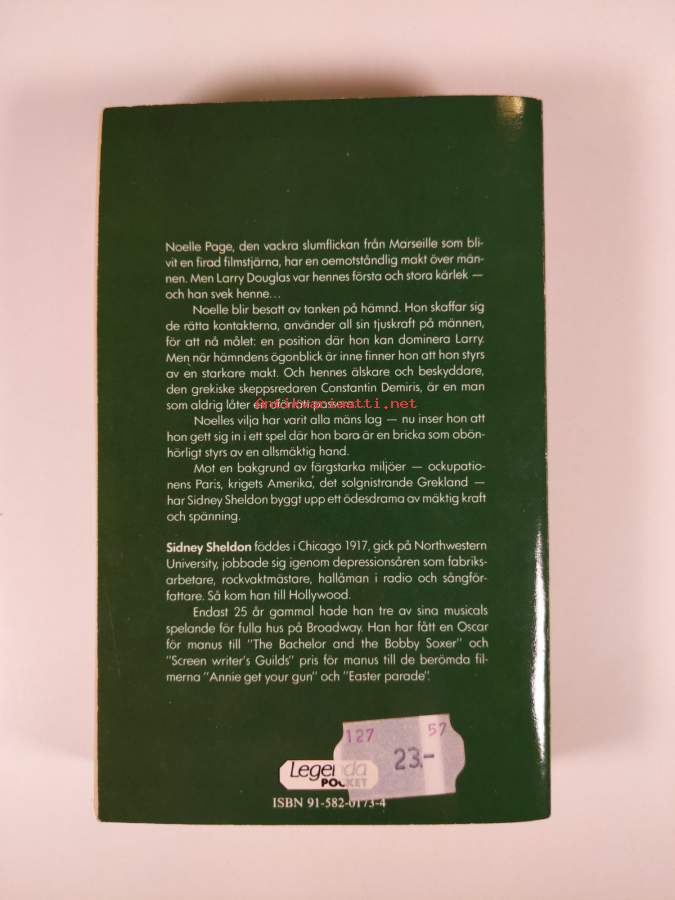 Noelle Page, den vackra slumflickan från Marseille som bli-
vit en firad filmstjärna, har en oemotståndlig makt över män-
nen. Men Larry Douglas var hennes första och stora kärlek —
och han svek henne...
Noelle blir besatt av tanken på hämnd. Hon skaffar sig
de rätta kontakterna, använder all sin tjuskraft på männen,
för att nå målet: en position där hon kan dominera Larry.
Men när hämndens ögonblick är inne finner hon att hon styrs
av en starkare makt. Och hennes älskare och beskyddare,
den grekiske skeppsredaren Constantin Demiris, är en man
som aldrig låter en oförrätt passera.
Antikvariaatti.net
Noelles vilja har varit alla mäns lag — nu inser hon att
hon gett sig in i ett spel där hon bara är en bricka som obön-
hörligt styrs av en allsmäktig hand.
Mot en bakgrund av färgstarka miljöer — ockupatio-
nens Paris, krigets Amerika, det solgnistrande Grekland —
har Sidney Sheldon byggt upp ett ödesdrama av mäktig kraft
och spänning.
Sidney Sheldon föddes i Chicago 1917, gick på Northwestern
University, jobbade sig igenom depressionsåren som fabriks-
arbetare, rockvaktmästare, hallåman i radio och sångför-
fattare. Så kom han till Hollywood.
Endast 25 år gammal hade han tre av sina musicals
spelande för fulla hus på Broadway. Han har fått en Oscar
för manus till "The Bachelor and the Bobby Soxer" och
"Screen writer's Guilds" pris för manus till de berömda fil-
merna "Annie get your gun" och "Easter parade".
127 57
23.-
Legenda
POCKET
ISBN 91-582-0173-4